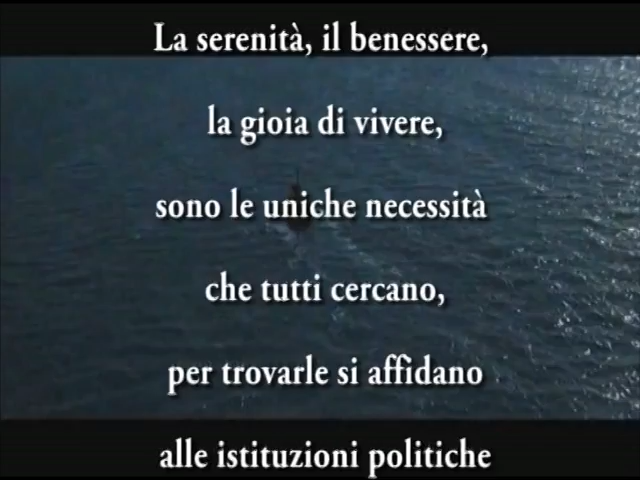 La serenità, il benessere,
la gioia di vivere,
sono le uniche necessità
che tutti cercano,
per trovarle si affidano
alle istituzioni politiche